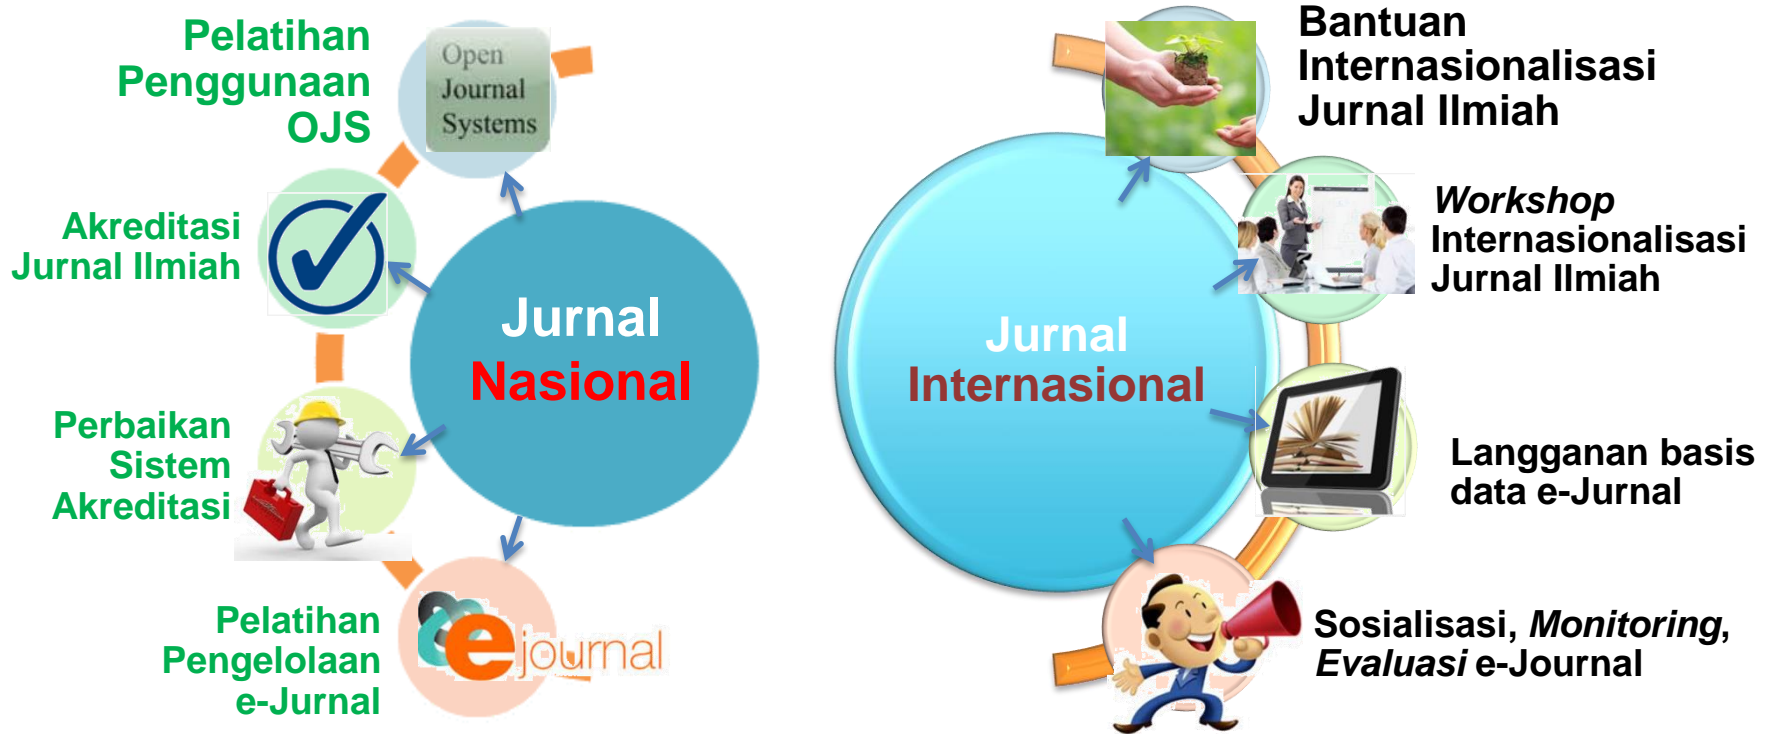 Pelatihan
Penggunaan
OJS
Open
Journal
Systems
Akreditasi
Jurnal Ilmiah
Jurnal
Nasional
Perbaikan
Sistem
Akreditasi
Pelatihan
Pengelolaan
e-Jurnal
ejournal
Bantuan
Internasionalisasi
Jurnal Ilmiah
Workshop
Internasionalisasi
Jurnal Ilmiah
Jurnal
Internasional
Langganan basis
data e-Jurnal
Sosialisasi, Monitoring,
Evaluasi e-Journal